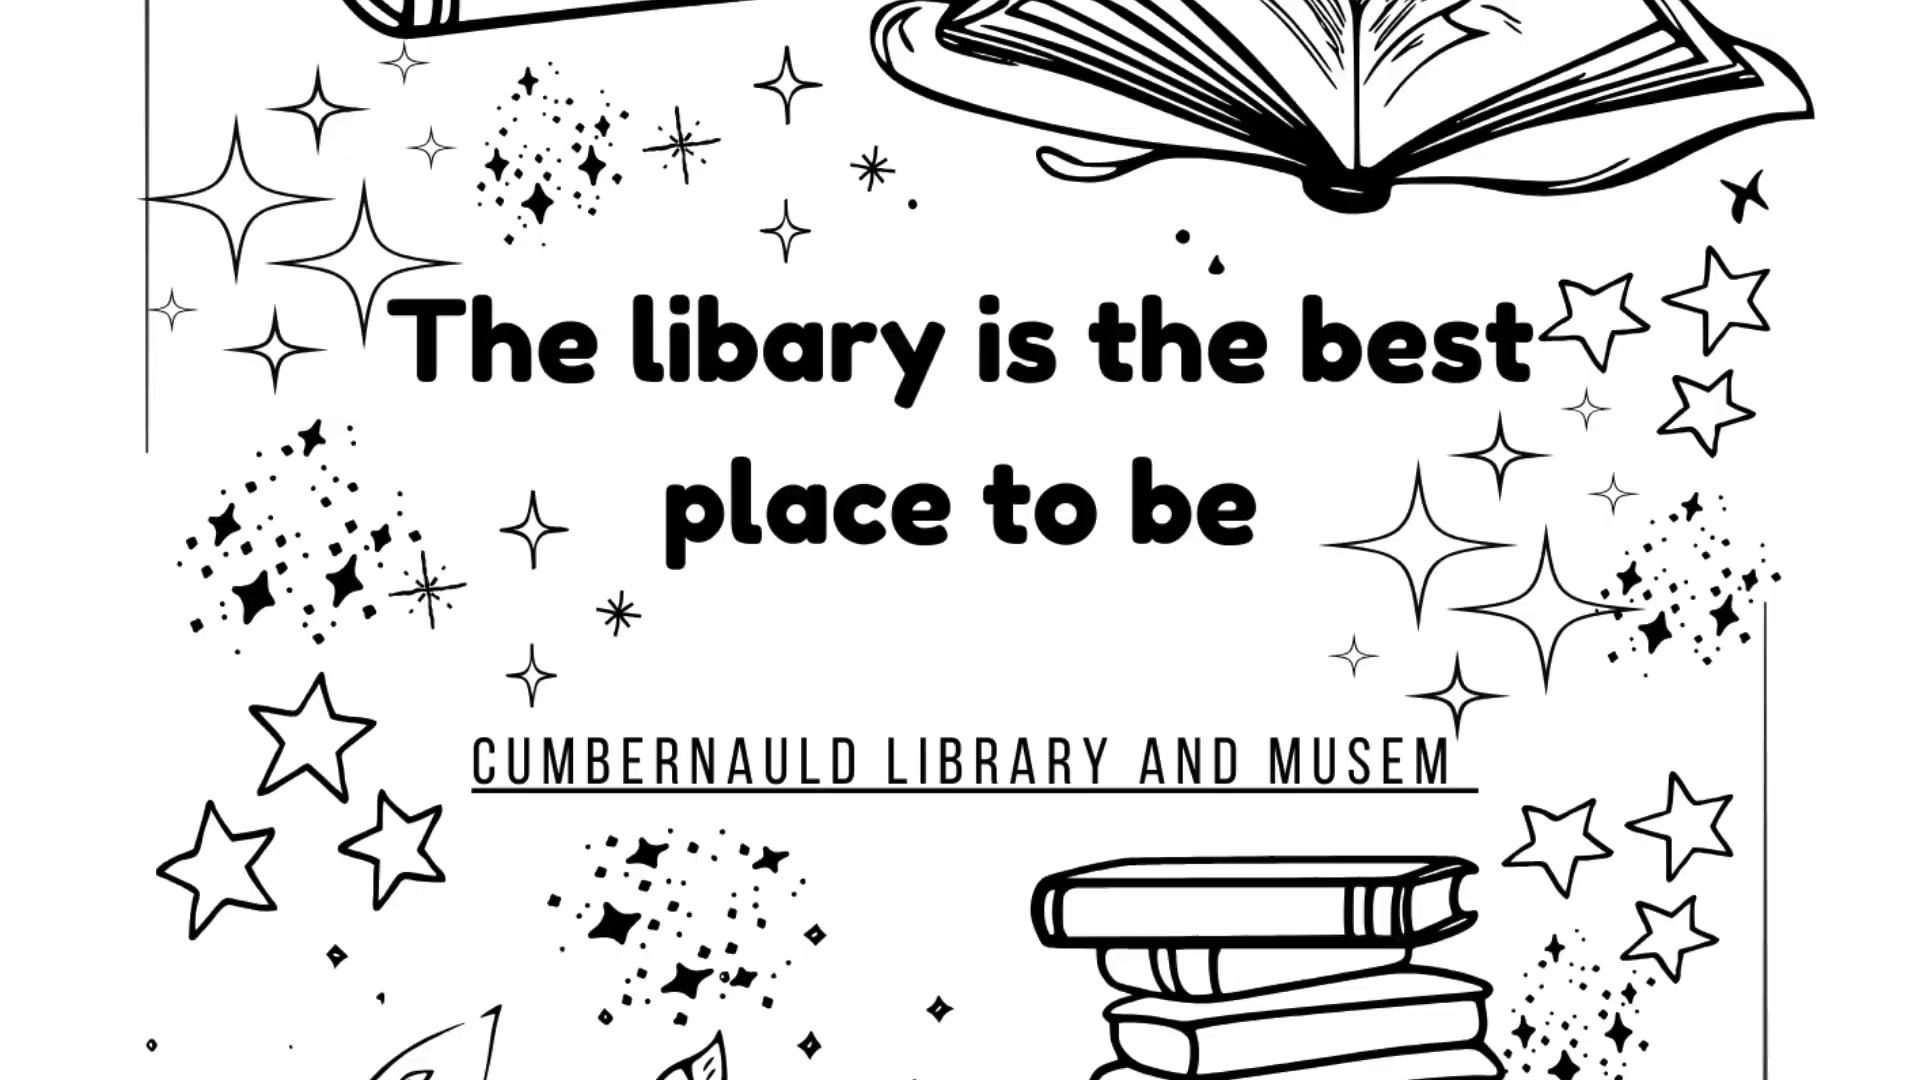 The libary is the best
place to be
CUMBERNAULD LIBRARY AND MUSEM